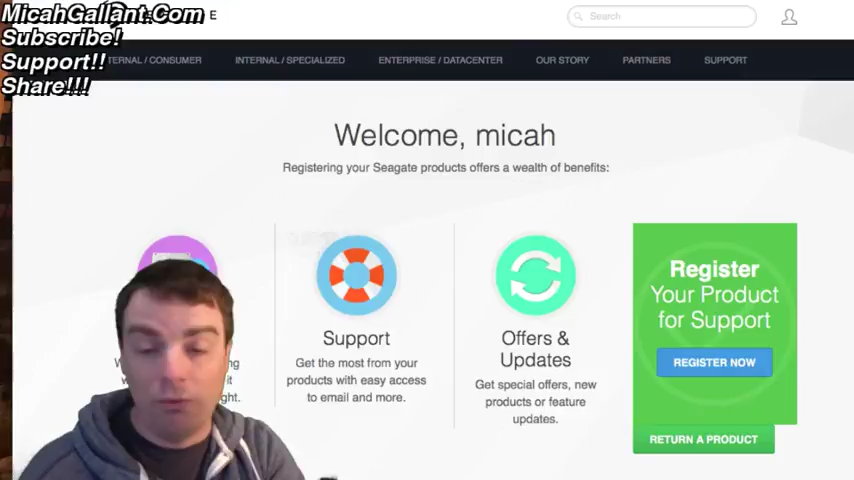 MicahGallant.Com
Subscribe!
Support!!
Share!!!
E
Search
TERNAL / CONSUMER
INTERNAL / SPECIALIZED
ENTERPRISE / DATACENTER
OUR STORY
PARTNERS
SUPPORT
Welcome, micah
Registering your Seagate products offers a wealth of benefits:
Support
Get the most from your
products with easy access
to email and more.
Offers &
Updates
Get special offers, new
products or feature
updates.
Register
Your Product
for Support
REGISTER NOW
RETURN A PRODUCT